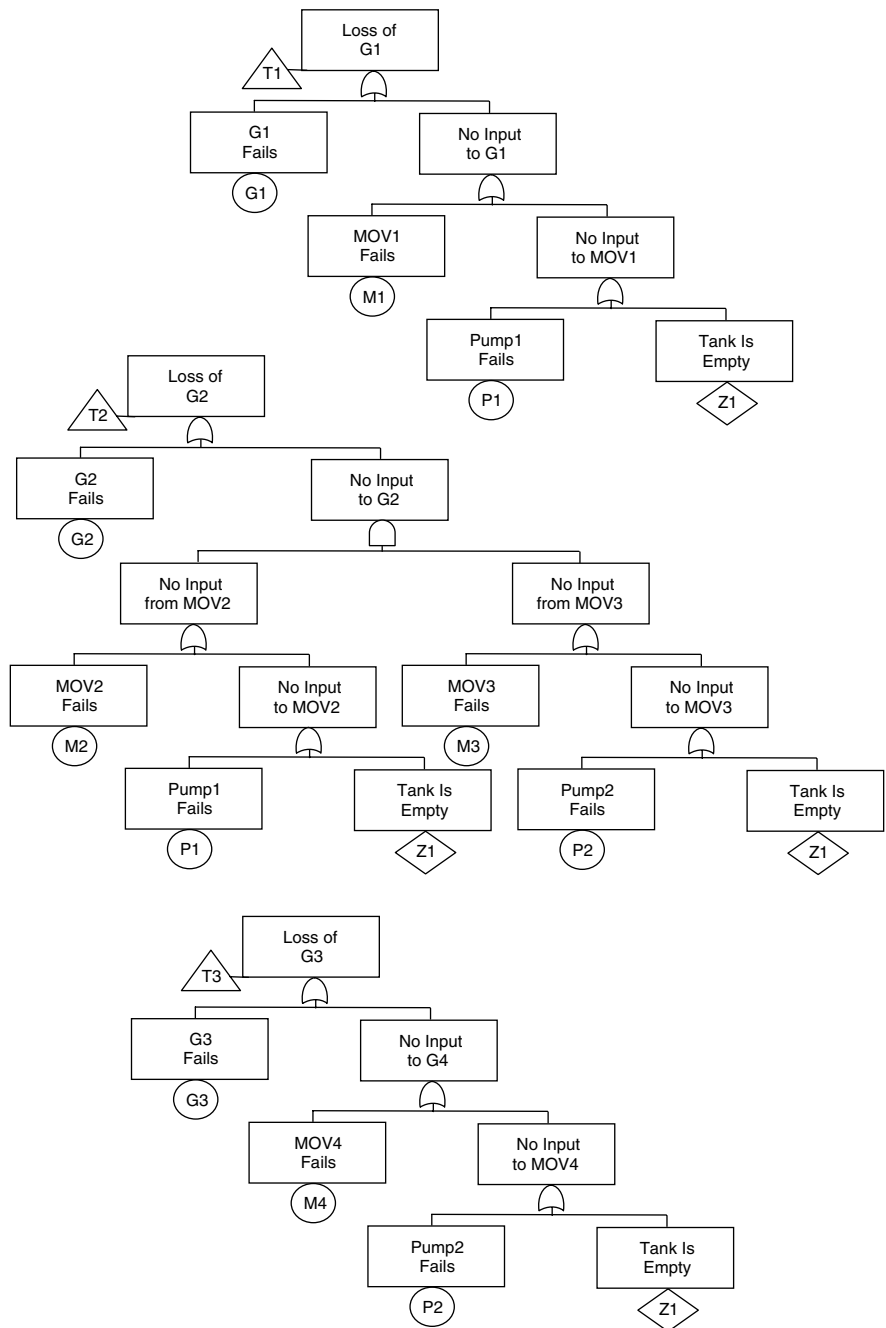 Loss of
G1
T1
G1
Fails
No Input
to G1
G1
MOV1
Fails
No Input
to MOV1
M1
Pump1
Fails
Tank Is
Empty
P1
Z1
Loss of
G2
T2
G2
Fails
No Input
to G2
G2
No Input
from MOV2
No Input
from MOV3
MOV2
Fails
No Input
to MOV2
MOV3
Fails
No Input
to MOV3
M2
M3
Pump1
Fails
Tank Is
Empty
Pump2
Fails
Tank Is
Empty
P1
Z1
P2
Z1
Loss of
G3
T3
G3
Fails
No Input
to G4
G3
MOV4
Fails
No Input
to MOV4
M4
Pump2
Fails
Tank Is
Empty
P2
Z1